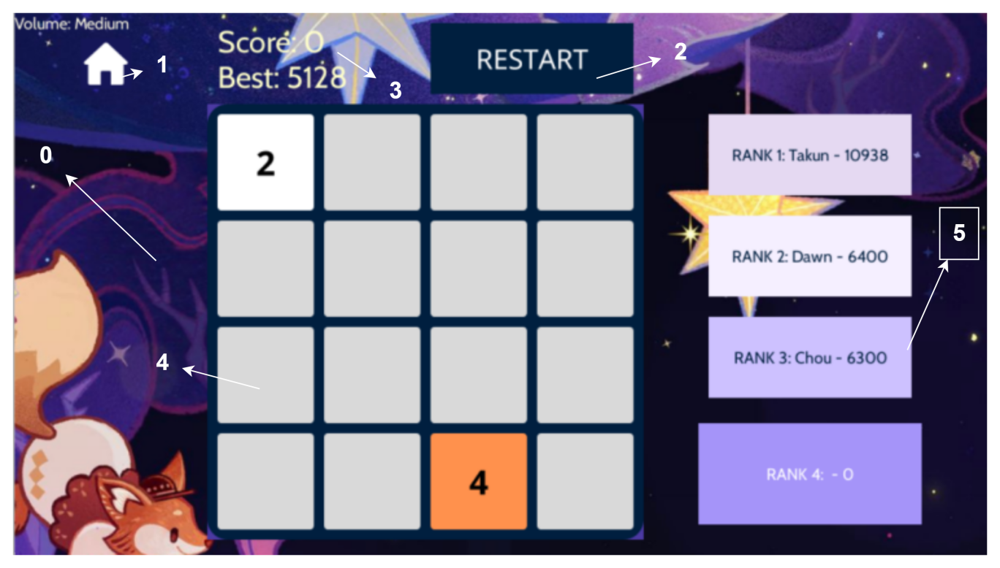 Volume: Medium
1
Score: 0
Best: 5128
3
RESTART
2
0
2
RANK 1: Takun - 10938
5
RANK 2: Dawn - 6400
4
RANK 3: Chou - 6300
4
RANK 4:  - 0